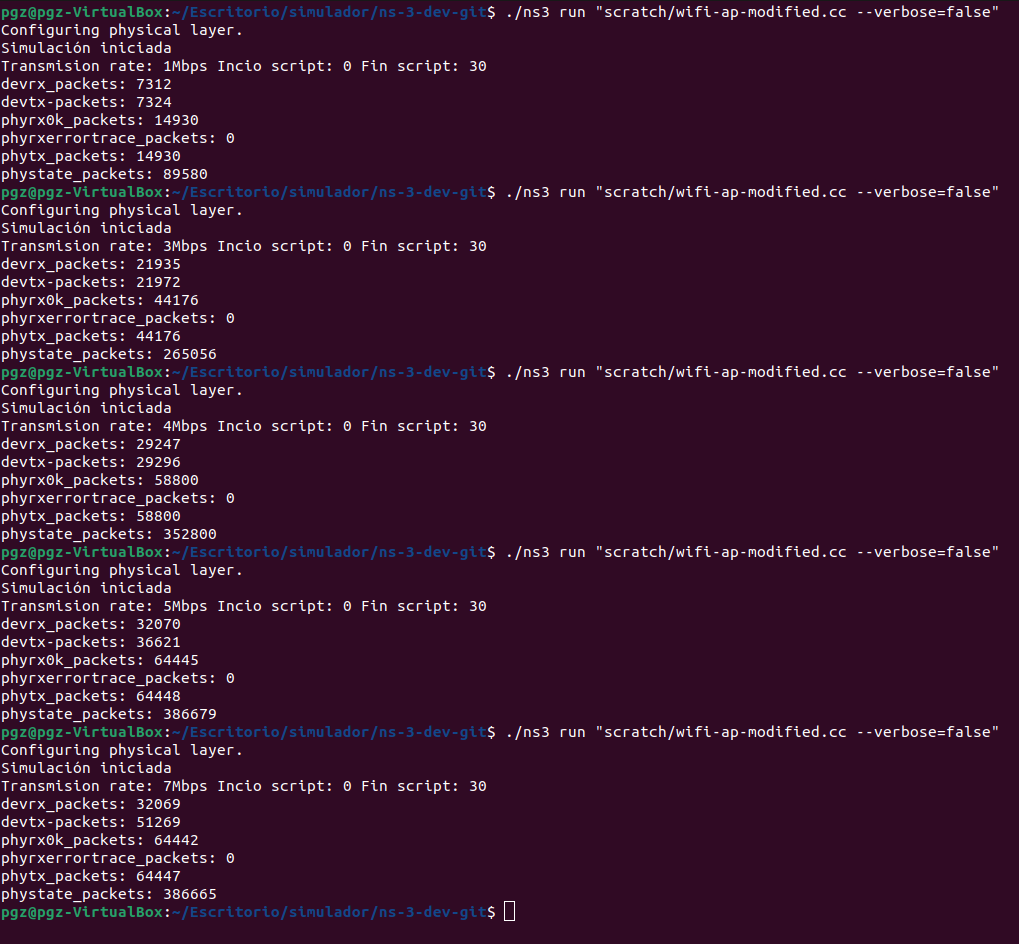 pgz@pgz-VirtualBox:~/Escritorio/simulador/ns-3-dev-git$ ./ns3 run "scratch/wifi-ap-modified.cc --verbose=false"
Configuring physical layer.
Simulación iniciada
Transmision rate: 1Mbps Incio script: 0 Fin script: 30
devrx_packets: 7312
devtx-packets: 7324
phyrx0k_packets: 14930
phyrxerrortrace_packets: 0
phytx_packets: 14930
phystate_packets: 89580
pgz@pgz-VirtualBox:~/Escritorio/simulador/ns-3-dev-git$ ./ns3 run "scratch/wifi-ap-modified.cc --verbose=false"
Configuring physical layer.
Simulación iniciada
Transmision rate: 3Mbps Incio script: 0 Fin script: 30
devrx_packets: 21935
devtx-packets: 21972
phyrx0k_packets: 44176
phyrxerrortrace_packets: 0
phytx_packets: 44176
phystate_packets: 265056
pgz@pgz-VirtualBox:~/Escritorio/simulador/ns-3-dev-git$ ./ns3 run "scratch/wifi-ap-modified.cc --verbose=false"
Configuring physical layer.
Simulación iniciada
Transmision rate: 4Mbps Incio script: 0 Fin script: 30
devrx_packets: 29247
devtx-packets: 29296
phyrx0k_packets: 58800
phyrxerrortrace_packets: 0
phytx_packets: 58800
phystate_packets: 352800
pgz@pgz-VirtualBox:~/Escritorio/simulador/ns-3-dev-git$ ./ns3 run "scratch/wifi-ap-modified.cc --verbose=false"
Configuring physical layer.
Simulación iniciada
Transmision rate: 5Mbps Incio script: 0 Fin script: 30
devrx_packets: 32070
devtx-packets: 36621
phyrx0k_packets: 64445
phyrxerrortrace_packets: 0
phytx_packets: 64448
phystate_packets: 386679
pgz@pgz-VirtualBox:~/Escritorio/simulador/ns-3-dev-git$ ./ns3 run "scratch/wifi-ap-modified.cc --verbose=false"
Configuring physical layer.
Simulación iniciada
Transmision rate: 7Mbps Incio script: 0 Fin script: 30
devrx_packets: 32069
devtx-packets: 51269
phyrx0k_packets: 64442
phyrxerrortrace_packets: 0
phytx_packets: 64447
phystate_packets: 386665
pgz@pgz-VirtualBox:~/Escritorio/simulador/ns-3-dev-git$